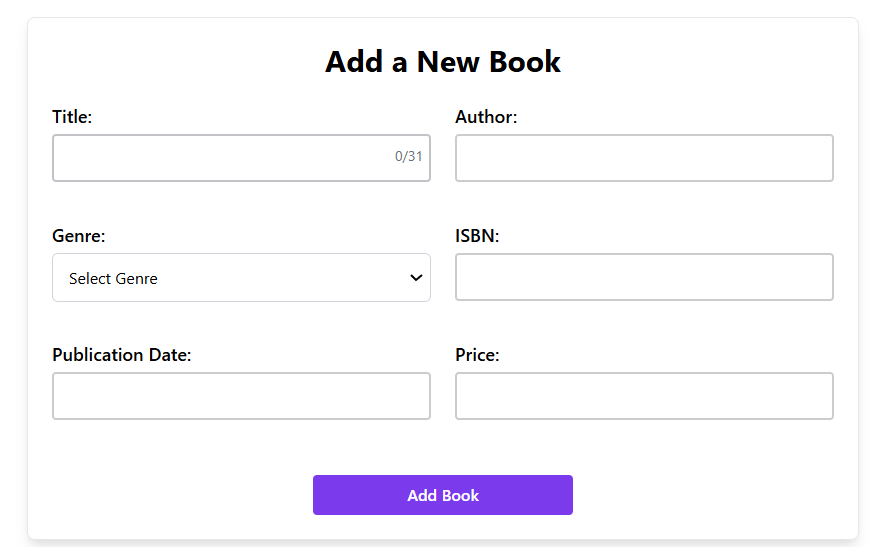 Add a New Book
Title:
0/31
Author:
Genre:
Select Genre
ISBN:
Publication Date:
Price:
Add Book